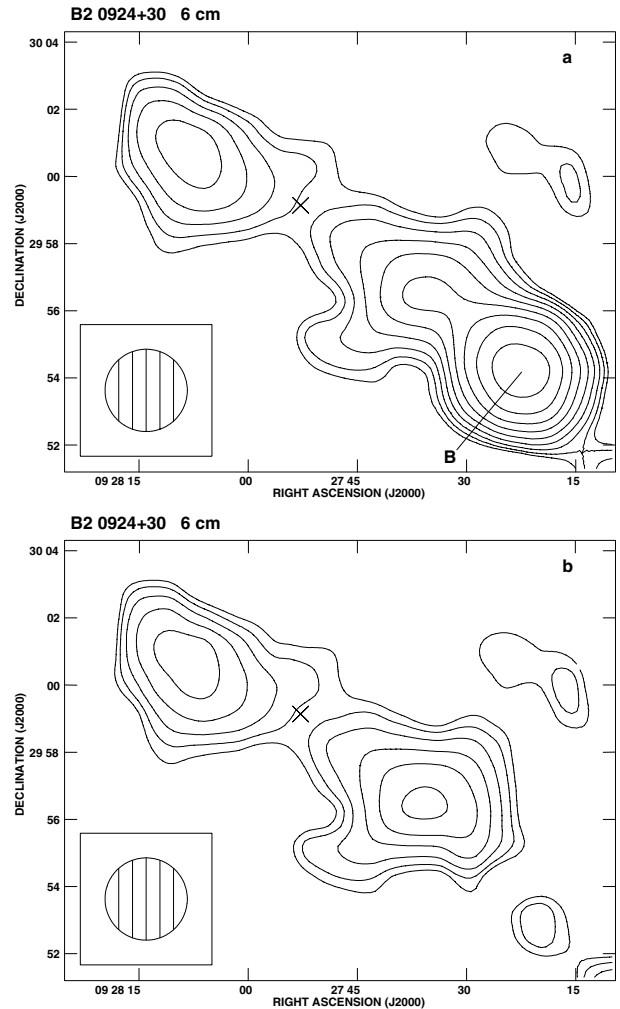 B2 0924+30 6 cm
a
30 04
02
00
29 58
56
54
52
DECLINATION (J2000)
B
09 28 15
00
27 45
30
15
RIGHT ASCENSION (J2000)
B2 0924+30 6 cm
b
30 04
02
00
29 58
56
54
52
DECLINATION (J2000)
09 28 15
00
27 45
30
15
RIGHT ASCENSION (J2000)